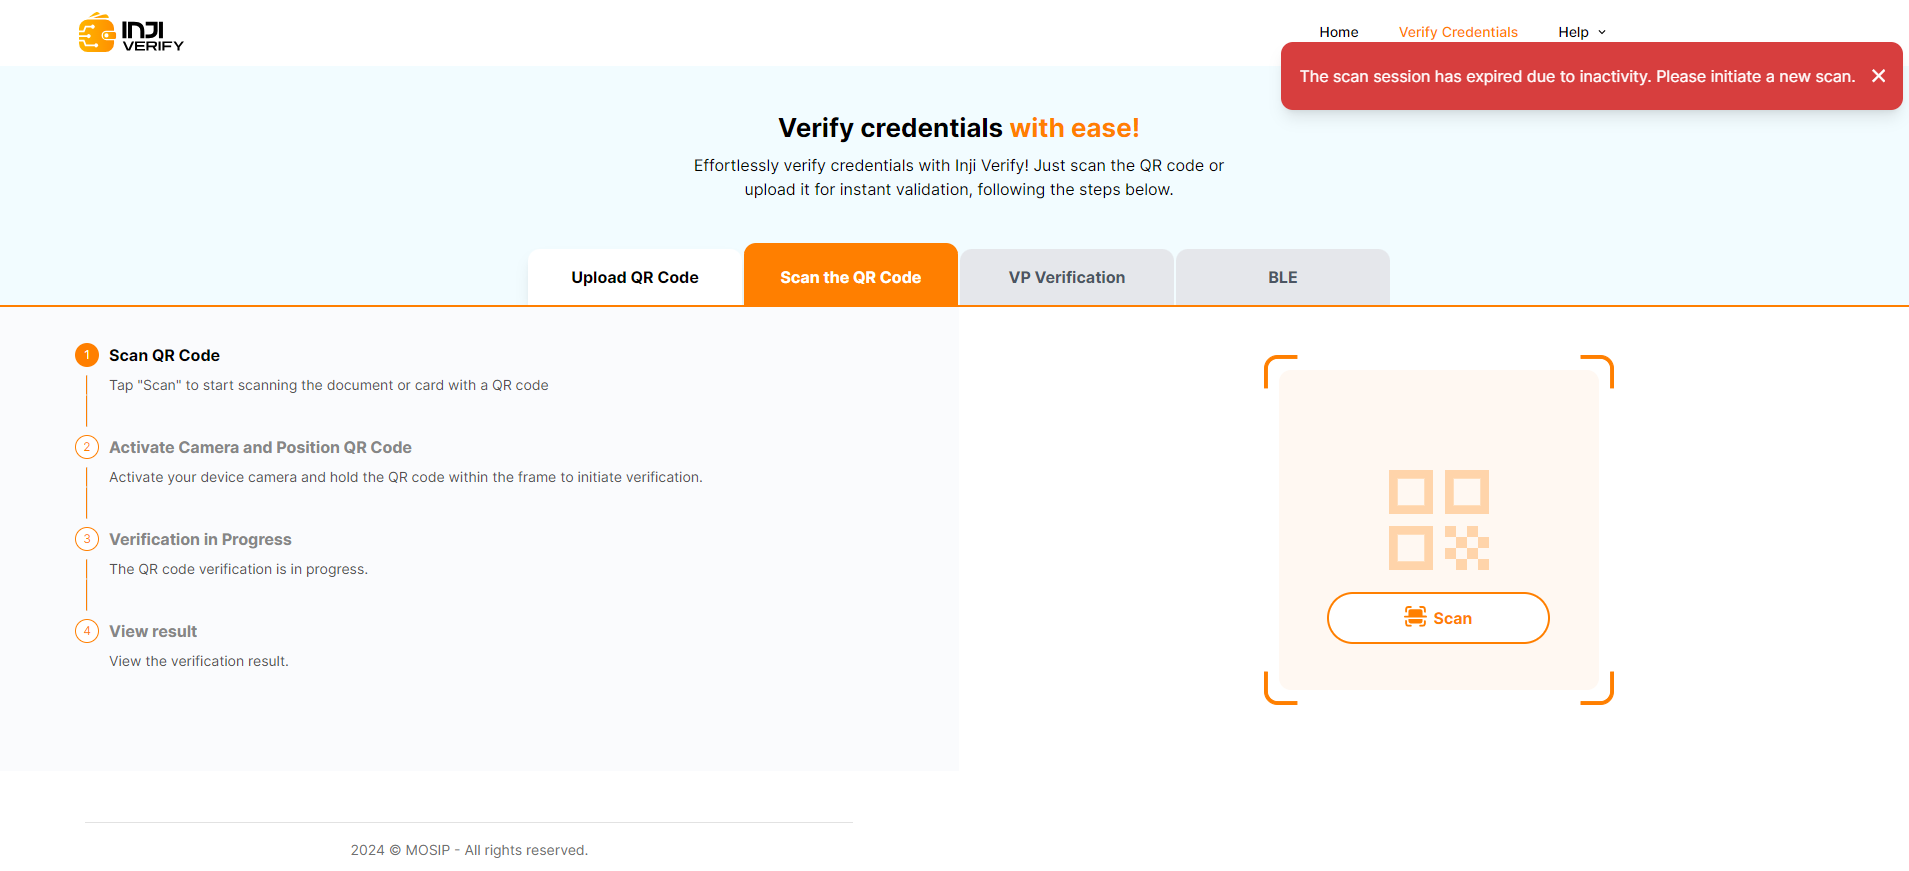 INJI
VERIFY
Home
Verify Credentials
Help
The scan session has expired due to inactivity. Please initiate a new scan.
Verify credentials with ease!
Effortlessly verify credentials with Inji Verify! Just scan the QR code or
upload it for instant validation, following the steps below.
Upload QR Code
Scan the QR Code
VP Verification
BLE
1
Scan QR Code
Tap "Scan" to start scanning the document or card with a QR code
2
Activate Camera and Position QR Code
Activate your device camera and hold the QR code within the frame to initiate verification.
3
Verification in Progress
The QR code verification is in progress.
4
View result
View the verification result.
Scan
2024 © MOSIP - All rights reserved.